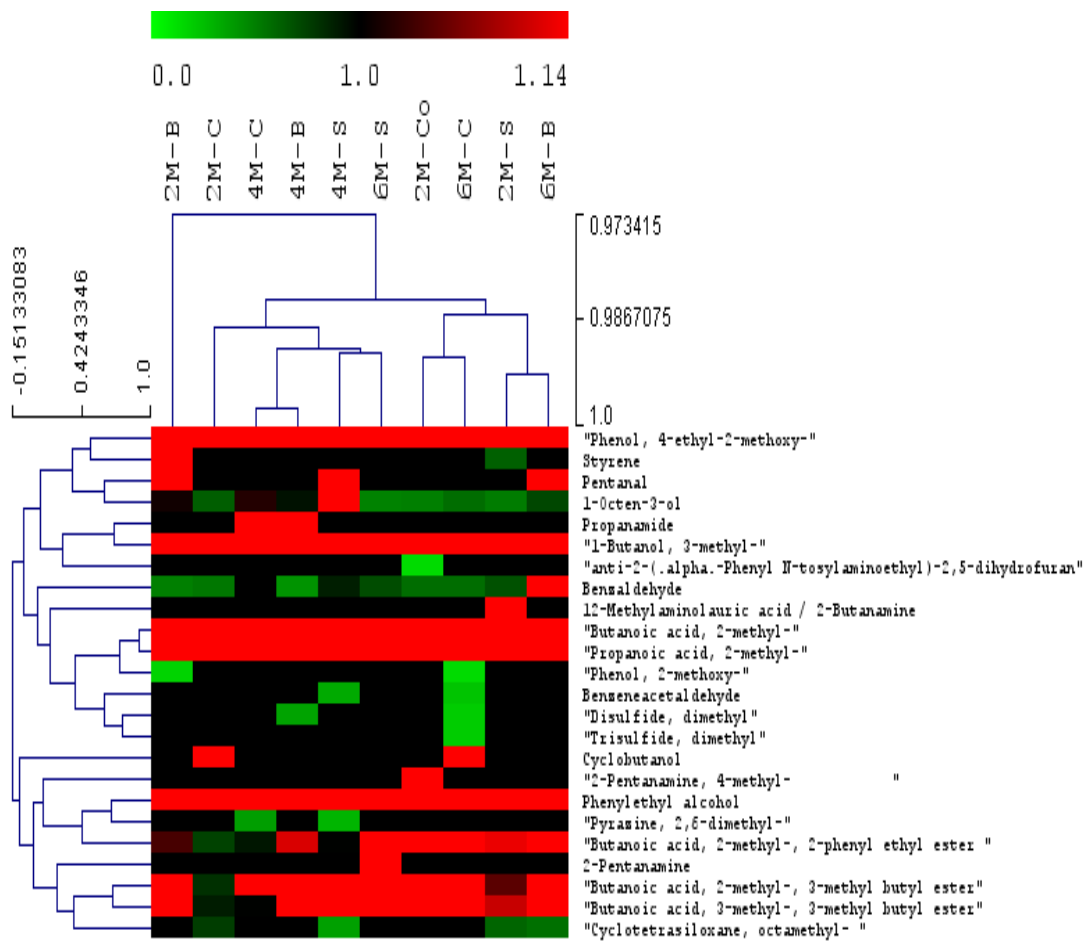 0.0 1.0 1.14
2M-B
2M-C
4M-C
4M-B
4M-S
6M-S
2M-Co
6M-C
2M-S
6M-B
0.973415
0.9867075
1.0
-0.15133083
0.4243346
1.0
"Phenol, 4-ethyl-2-methoxy-"
Styrene
Pentanal
1-Octen-3-ol
Propanamide
"1-Butanol, 3-methyl-"
"anti-2-(.alpha.-Phenyl N-tosylaminoethyl)-2,5-dihydrofuran"
Benzaldehyde
12-Methylaminolauric acid / 2-Butanamine
"Butanoic acid, 2-methyl-"
"Propanoic acid, 2-methyl-"
"Phenol, 2-methoxy-"
Benzeneacetaldehyde
"Disulfide, dimethyl"
"Trisulfide, dimethyl"
Cyclobutanol
"2-Pentanamine, 4-methyl- "
Phenylethyl alcohol
"Pyrazine, 2,6-dimethyl-"
"Butanoic acid, 2-methyl-, 2-phenyl ethyl ester "
2-Pentanamine
"Butanoic acid, 2-methyl-, 3-methyl butyl ester"
"Butanoic acid, 3-methyl-, 3-methyl butyl ester"
"Cyclotetrasiloxane, octamethyl- "